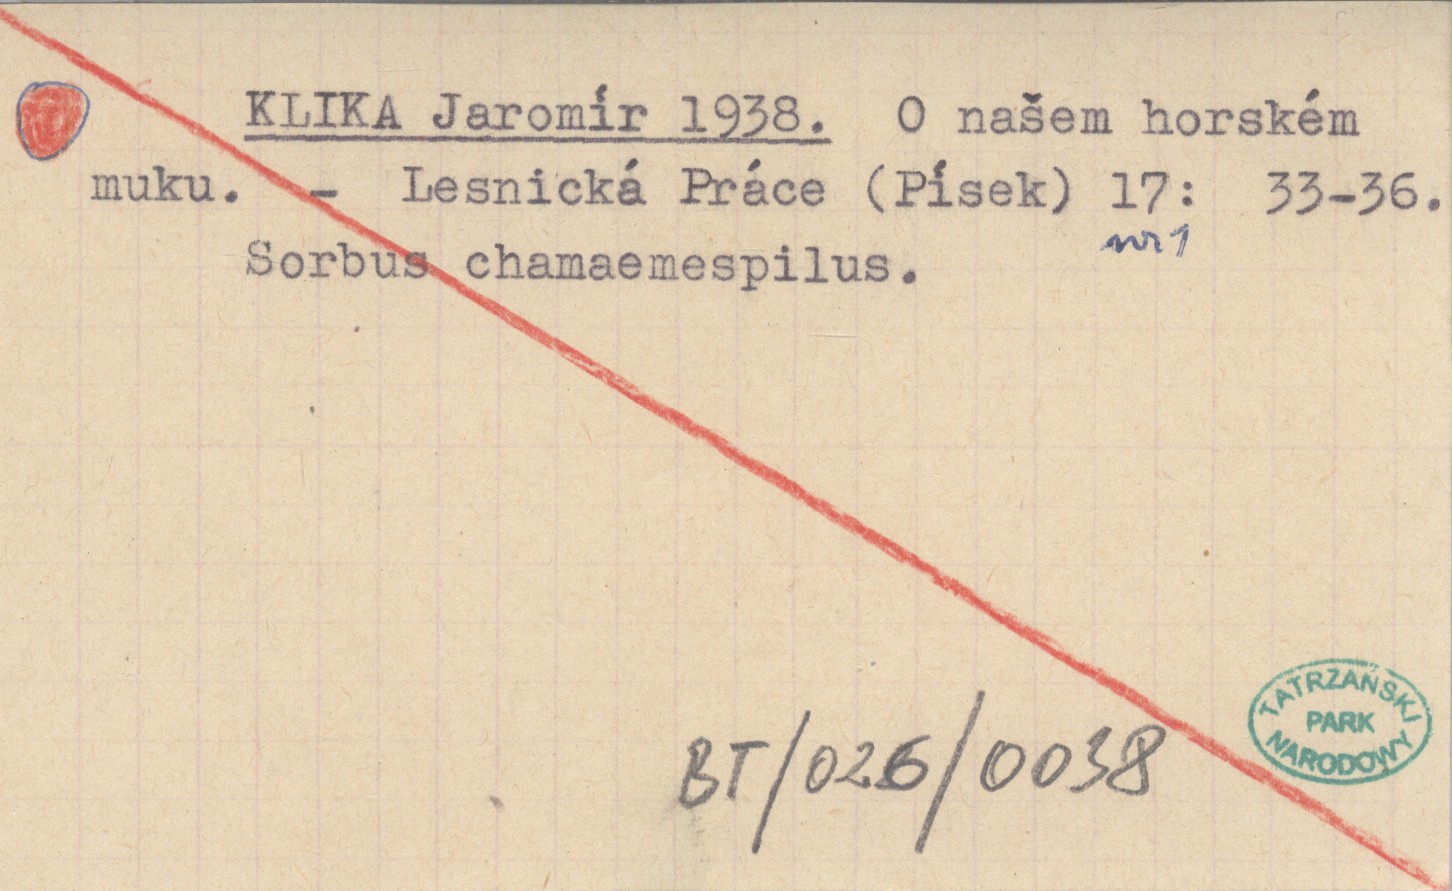 KLIKA Jaromír 1938. O našem horském
muku. - Lesnická Práce (Písek) 17: 33-36.
nr 1
Sorbus chamaemespilus.
BT/026/0038
TATRZAŃSKI
PARK
NARODOWY